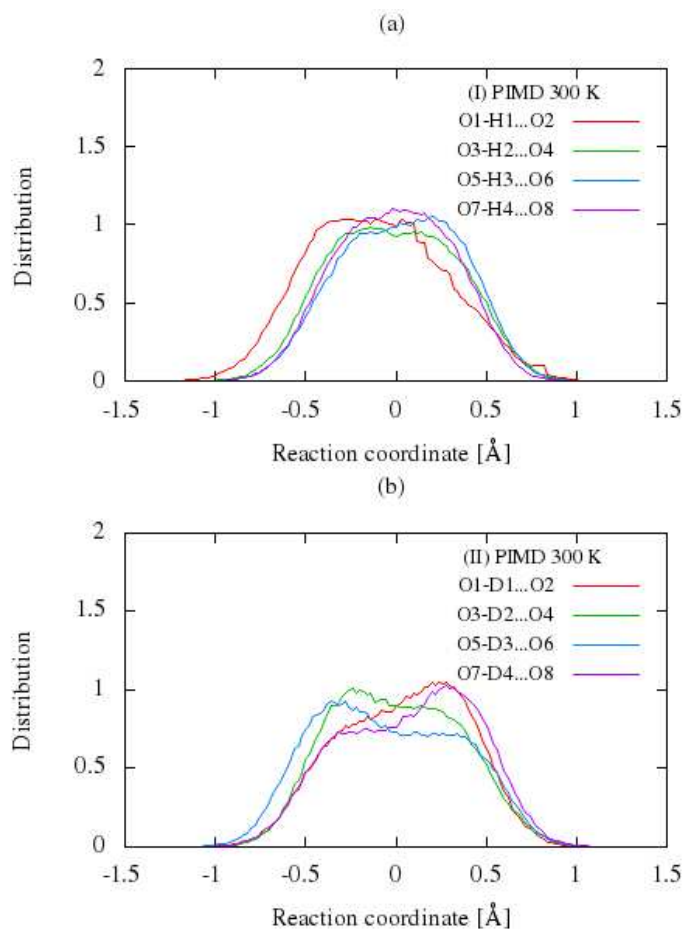 (a)
2
1.5
1
0.5
0
-1.5
-1
-0.5
0
0.5
1
1.5
Distribution
Reaction coordinate [Å]
(I) PIMD 300 K
O1-H1...O2
O3-H2...O4
O5-H3...O6
O7-H4...O8
(b)
2
1.5
1
0.5
0
-1.5
-1
-0.5
0
0.5
1
1.5
Distribution
Reaction coordinate [Å]
(II) PIMD 300 K
O1-D1...O2
O3-D2...O4
O5-D3...O6
O7-D4...O8